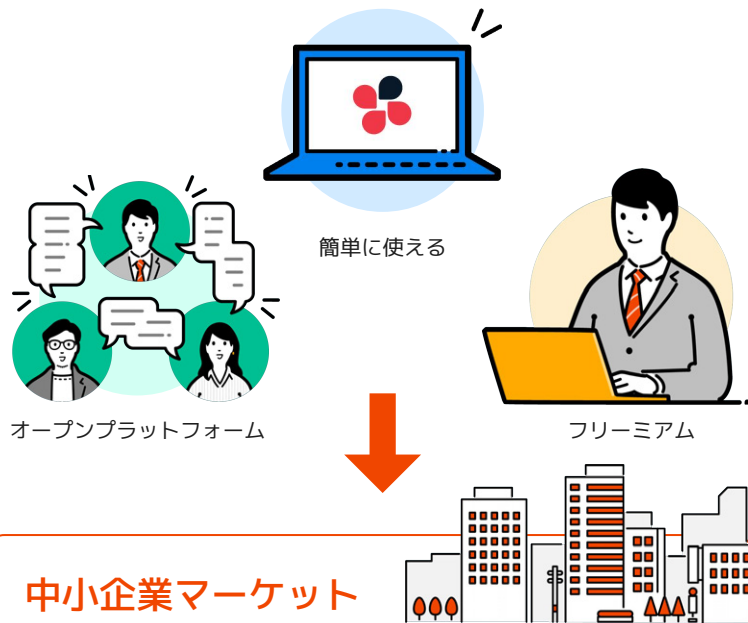 簡単に使える
オープンプラットフォーム
フリーミアム
中小企業マーケット